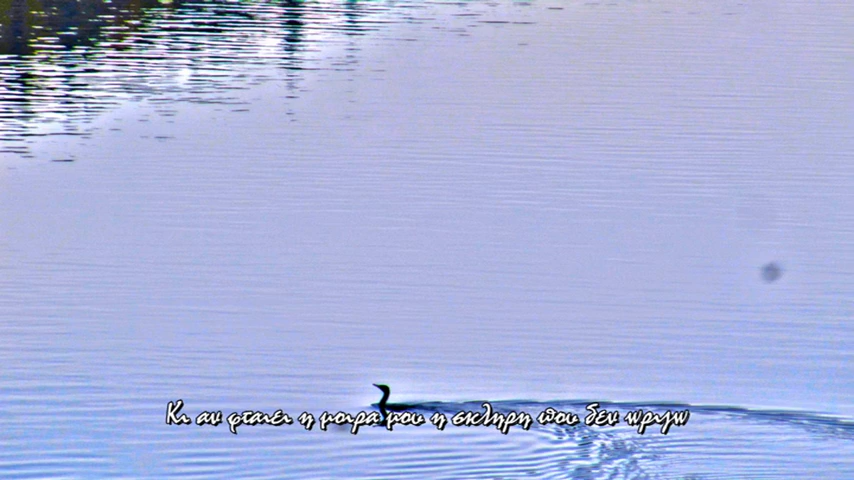 Κι αν φταιει η μοιρα μου η σκληρη που δεν